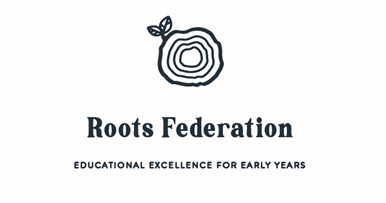 Roots Federation
EDUCATIONAL EXCELLENCE FOR EARLY YEARS